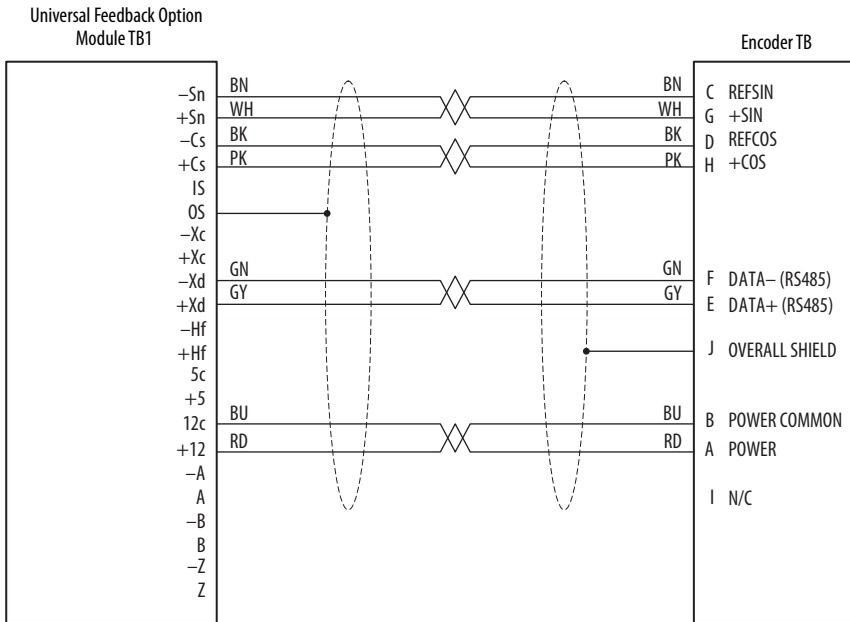 Universal Feedback Option
Module TB1
Encoder TB
–Sn BN BN C REFSIN
+Sn WH WH G +SIN
–Cs BK BK D REFCOS
+Cs PK PK H +COS
IS
OS
–Xc
+Xc
–Xd GN GN F DATA– (RS485)
+Xd GY GY E DATA+ (RS485)
–Hf
+Hf J OVERALL SHIELD
5c
+5
12c BU BU B POWER COMMON
+12 RD RD A POWER
–A
A I N/C
–B
B
–Z
Z